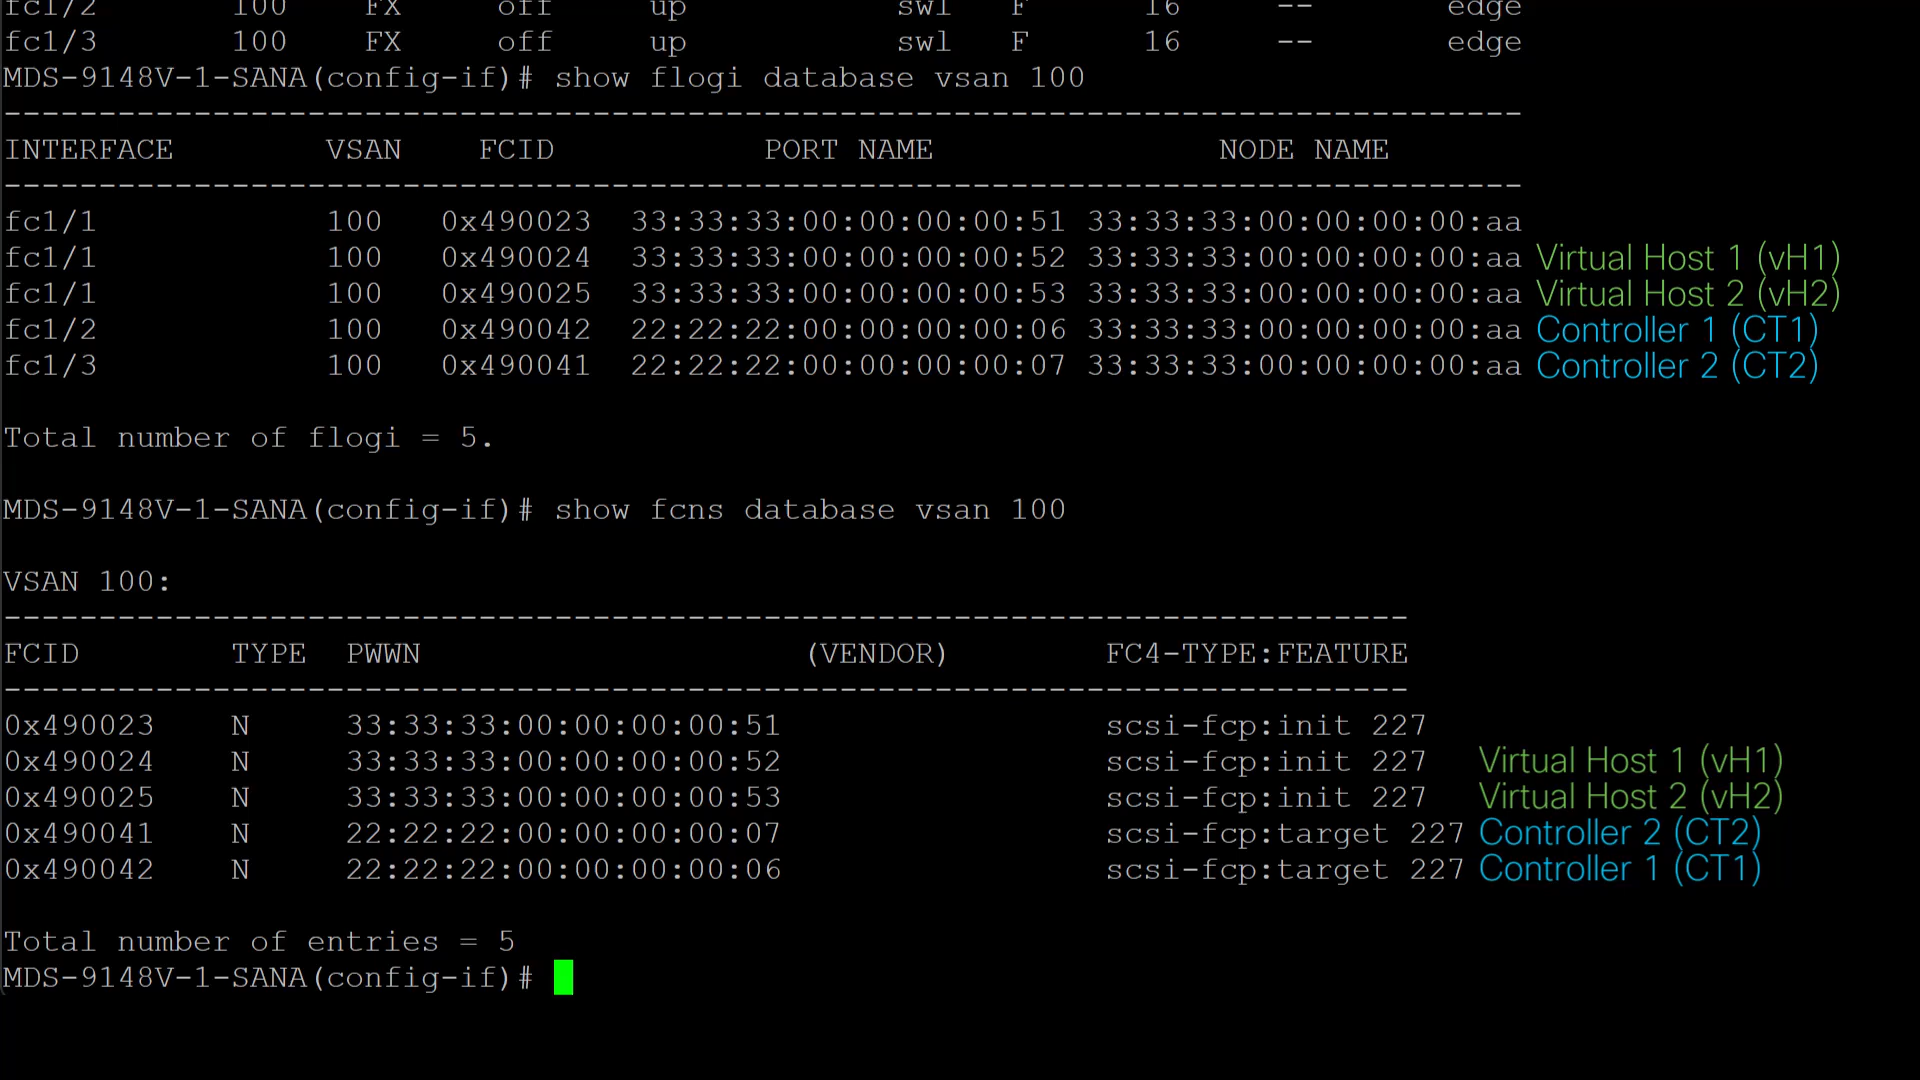 fc1/2 100 FX off up swl F 16 -- edge
fc1/3 100 FX off up swl F 16 -- edge
MDS-9148V-1-SANA(config-if)# show flogi database vsan 100
--------------------------------------------------------------------------------
INTERFACE VSAN FCID PORT NAME NODE NAME
--------------------------------------------------------------------------------
fc1/1 100 0x490023 33:33:33:00:00:00:00:51 33:33:33:00:00:00:00:aa
fc1/1 100 0x490024 33:33:33:00:00:00:00:52 33:33:33:00:00:00:00:aa Virtual Host 1 (vH1)
fc1/1 100 0x490025 33:33:33:00:00:00:00:53 33:33:33:00:00:00:00:aa Virtual Host 2 (vH2)
fc1/2 100 0x490042 22:22:22:00:00:00:00:06 33:33:33:00:00:00:00:aa Controller 1 (CT1)
fc1/3 100 0x490041 22:22:22:00:00:00:00:07 33:33:33:00:00:00:00:aa Controller 2 (CT2)
Total number of flogi = 5.
MDS-9148V-1-SANA(config-if)# show fcns database vsan 100
VSAN 100:
--------------------------------------------------------------------------
FCID TYPE PWWN (VENDOR) FC4-TYPE:FEATURE
--------------------------------------------------------------------------
0x490023 N 33:33:33:00:00:00:00:51 scsi-fcp:init 227
0x490024 N 33:33:33:00:00:00:00:52 scsi-fcp:init 227 Virtual Host 1 (vH1)
0x490025 N 33:33:33:00:00:00:00:53 scsi-fcp:init 227 Virtual Host 2 (vH2)
0x490041 N 22:22:22:00:00:00:00:07 scsi-fcp:target 227 Controller 2 (CT2)
0x490042 N 22:22:22:00:00:00:00:06 scsi-fcp:target 227 Controller 1 (CT1)
Total number of entries = 5
MDS-9148V-1-SANA(config-if)#